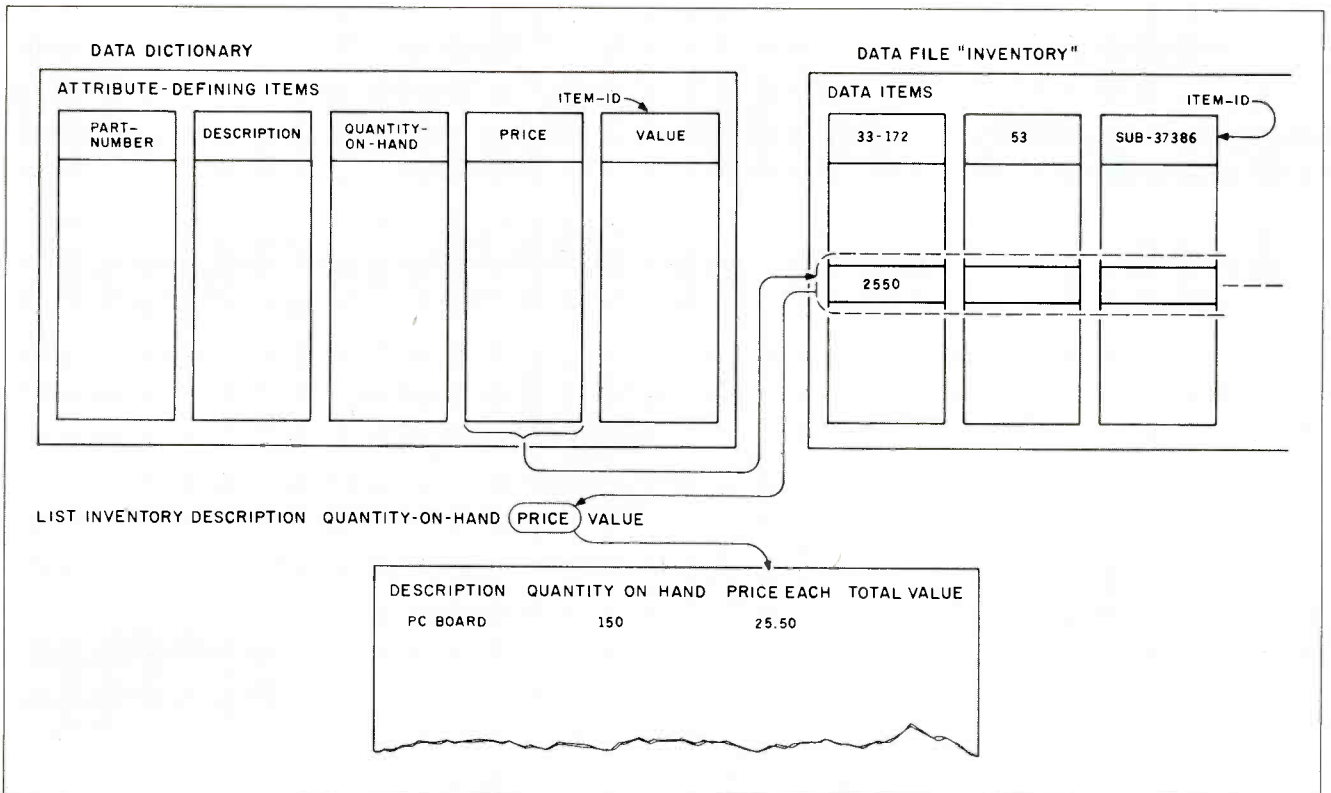 DATA DICTIONARY
ATTRIBUTE-DEFINING ITEMS
ITEM-ID
PART-
NUMBER
DESCRIPTION
QUANTITY-
ON-HAND
PRICE
VALUE
DATA FILE "INVENTORY"
DATA ITEMS
ITEM-ID
33-172
53
SUB-37386
2550
LIST INVENTORY DESCRIPTION QUANTITY-ON-HAND PRICE VALUE
DESCRIPTION QUANTITY ON HAND PRICE EACH TOTAL VALUE
PC BOARD 150 25.50